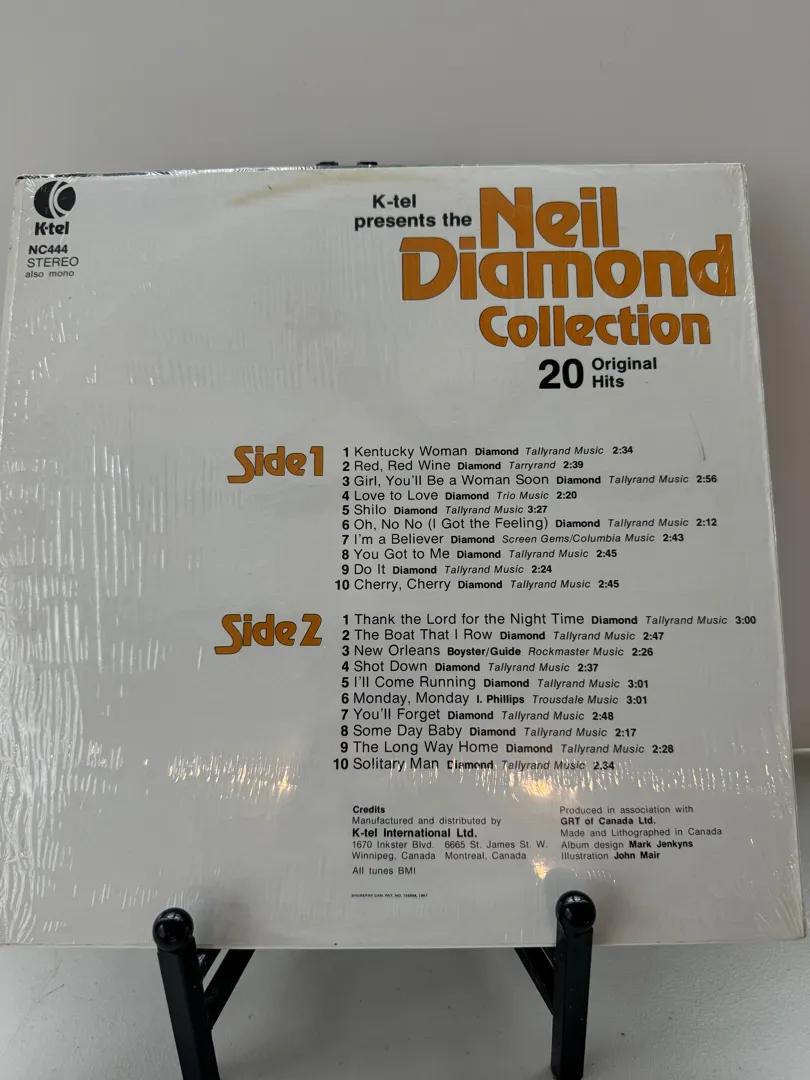 K-tel
NC444
STEREO
also mono
K-tel
presents the
Neil
Diamond
Collection
20 Original
Hits
Side 1
1 Kentucky Woman Diamond Tallyrand Music 2:34
2 Red, Red Wine Diamond Tarryrand 2:39
3 Girl, You'll Be a Woman Soon Diamond Tallyrand Music 2:56
4 Love to Love Diamond Trio Music 2:20
5 Shilo Diamond Tallyrand Music 3:27
6 Oh, No No (I Got the Feeling) Diamond Tallyrand Music 2:12
7 I'm a Believer Diamond Screen Gems/Columbia Music 2:43
8 You Got to Me Diamond Tallyrand Music 2:45
9 Do It Diamond Tallyrand Music 2:24
10 Cherry, Cherry Diamond Tallyrand Music 2:45
Side 2
1 Thank the Lord for the Night Time Diamond Tallyrand Music 3:00
2 The Boat That I Row Diamond Tallyrand Music 2:47
3 New Orleans Boyster/Guide Rockmaster Music 2:26
4 Shot Down Diamond Tallyrand Music 2:37
5 I'll Come Running Diamond Tallyrand Music 3:01
6 Monday, Monday I. Phillips Trousdale Music 3:01
7 You'll Forget Diamond Tallyrand Music 2:48
8 Some Day Baby Diamond Tallyrand Music 2:17
9 The Long Way Home Diamond Tallyrand Music 2:28
10 Solitary Man Diamond Tallyrand Music 2.34
Credits
Manufactured and distributed by
K-tel International Ltd.
1670 Inkster Blvd. 6665 St. James St. W.
Winnipeg, Canada Montreal, Canada
All tunes BMI
Produced in association with
GRT of Canada Ltd.
Made and Lithographed in Canada
Album design Mark Jenkyns
Illustration John Mair
CAN. PAT. NO.